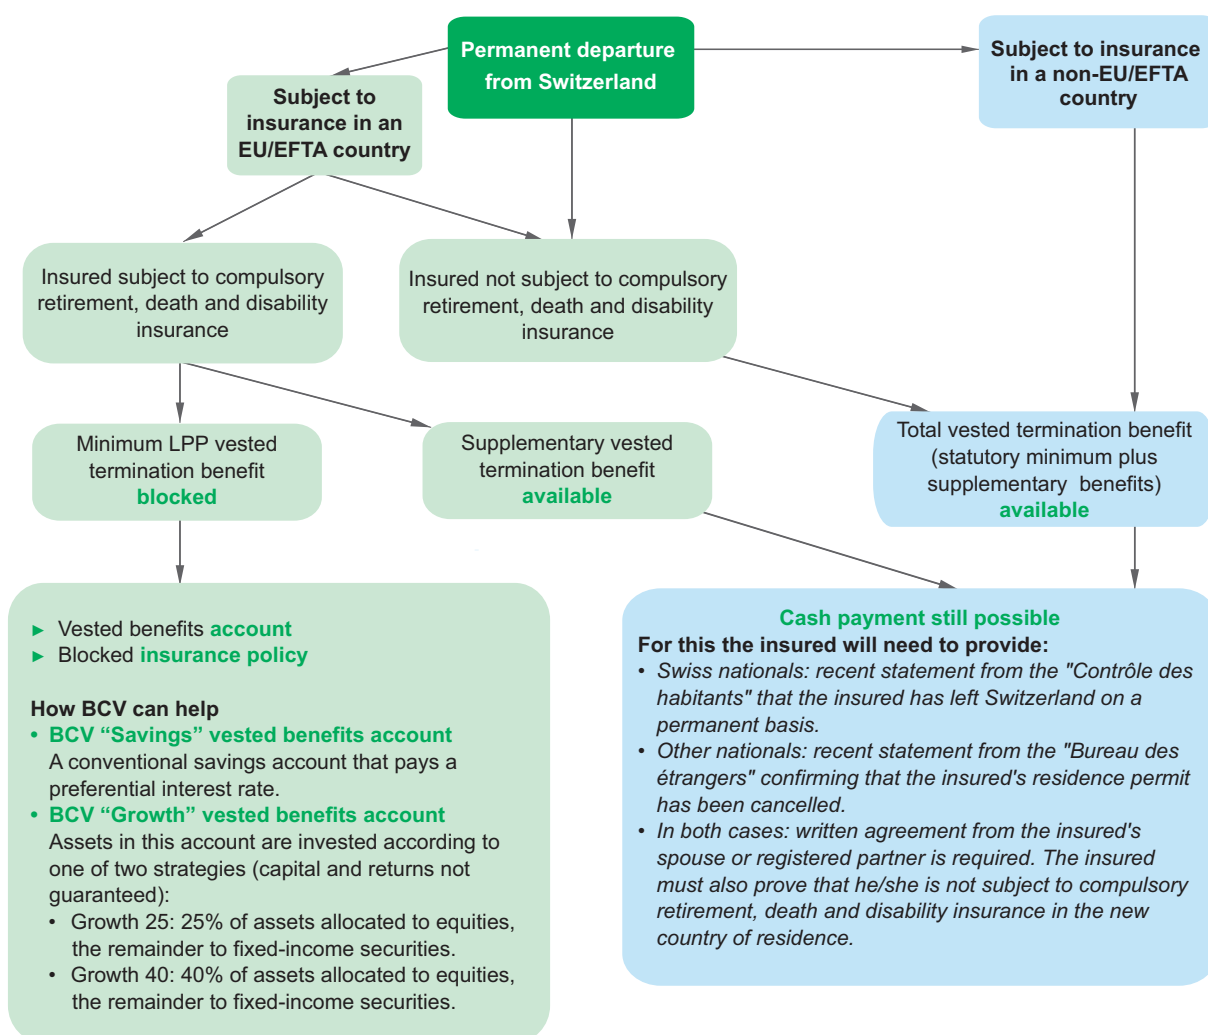 Permanent departure
from Switzerland
Subject to insurance
in a non-EU/EFTA
country
Subject to
insurance in an
EU/EFTA country
Insured subject to compulsory
retirement, death and disability
insurance
Insured not subject to compulsory
retirement, death and disability
insurance
Minimum LPP vested
termination benefit
blocked
Supplementary vested
termination benefit
available
Total vested termination benefit
(statutory minimum plus
supplementary benefits)
available
► Vested benefits account
► Blocked insurance policy
How BCV can help
• BCV “Savings” vested benefits account
A conventional savings account that pays a
preferential interest rate.
• BCV “Growth” vested benefits account
Assets in this account are invested according to
one of two strategies (capital and returns not
guaranteed):
• Growth 25: 25% of assets allocated to equities,
the remainder to fixed-income securities.
• Growth 40: 40% of assets allocated to equities,
the remainder to fixed-income securities.
Cash payment still possible
For this the insured will need to provide:
• Swiss nationals: recent statement from the "Contrôle des
habitants" that the insured has left Switzerland on a
permanent basis.
• Other nationals: recent statement from the "Bureau des
étrangers" confirming that the insured's residence permit
has been cancelled.
• In both cases: written agreement from the insured's
spouse or registered partner is required. The insured
must also prove that he/she is not subject to compulsory
retirement, death and disability insurance in the new
country of residence.